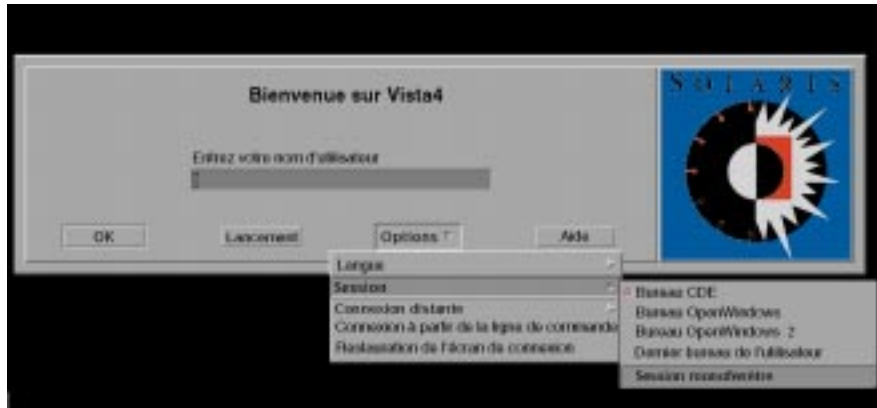 SOLARIS
Bienvenue sur Vista4
Entrez votre nom d'utilisateur
OK
Lancement
Options
Aide
Langue
Session
Connexion distante
Connexion à partir de la ligne de commande
Restauration de l'écran de connexion
Bureau CDE
Bureau OpenWindows
Bureau OpenWindows 2
Dernier bureau de l'utilisateur
Session monofenêtre